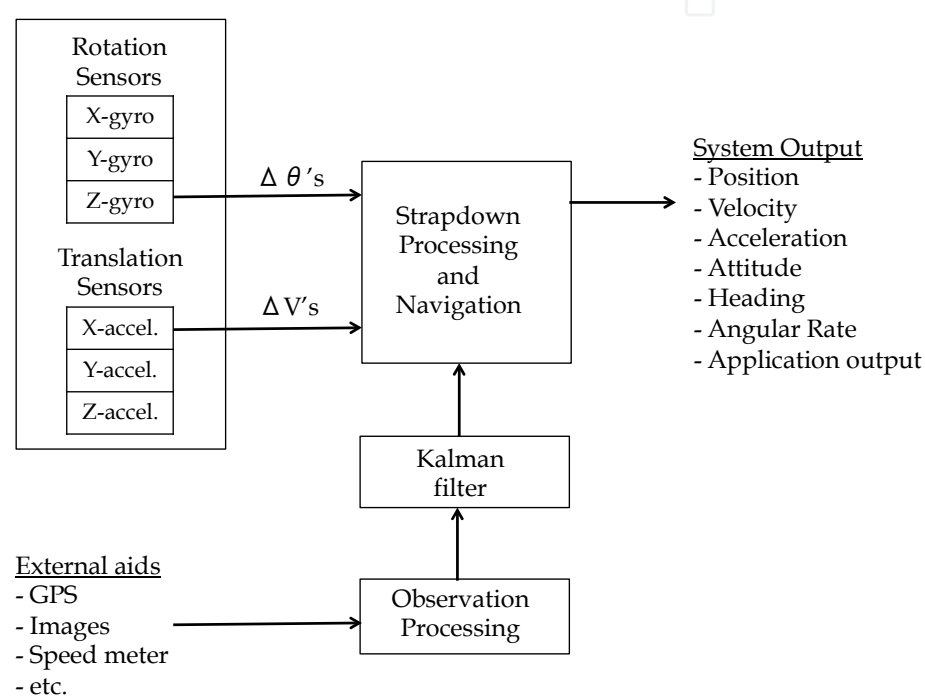 Rotation
Sensors
X-gyro
Y-gyro
Z-gyro
Translation
Sensors
X-accel.
Y-accel.
Z-accel.
Δ θ's
ΔV's
Strapdown
Processing
and
Navigation
System Output
- Position
- Velocity
- Acceleration
- Attitude
- Heading
- Angular Rate
- Application output
Kalman
filter
External aids
- GPS
- Images
- Speed meter
- etc.
Observation
Processing